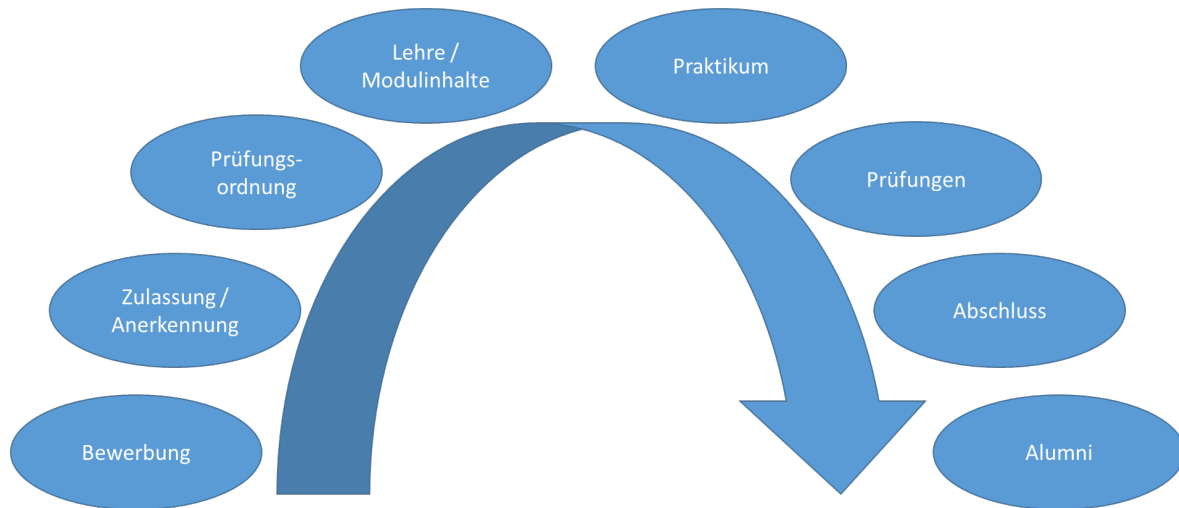 Bewerbung
Zulassung /
Anerkennung
Prüfungs-
ordnung
Lehre /
Modulinhalte
Praktikum
Prüfungen
Abschluss
Alumni